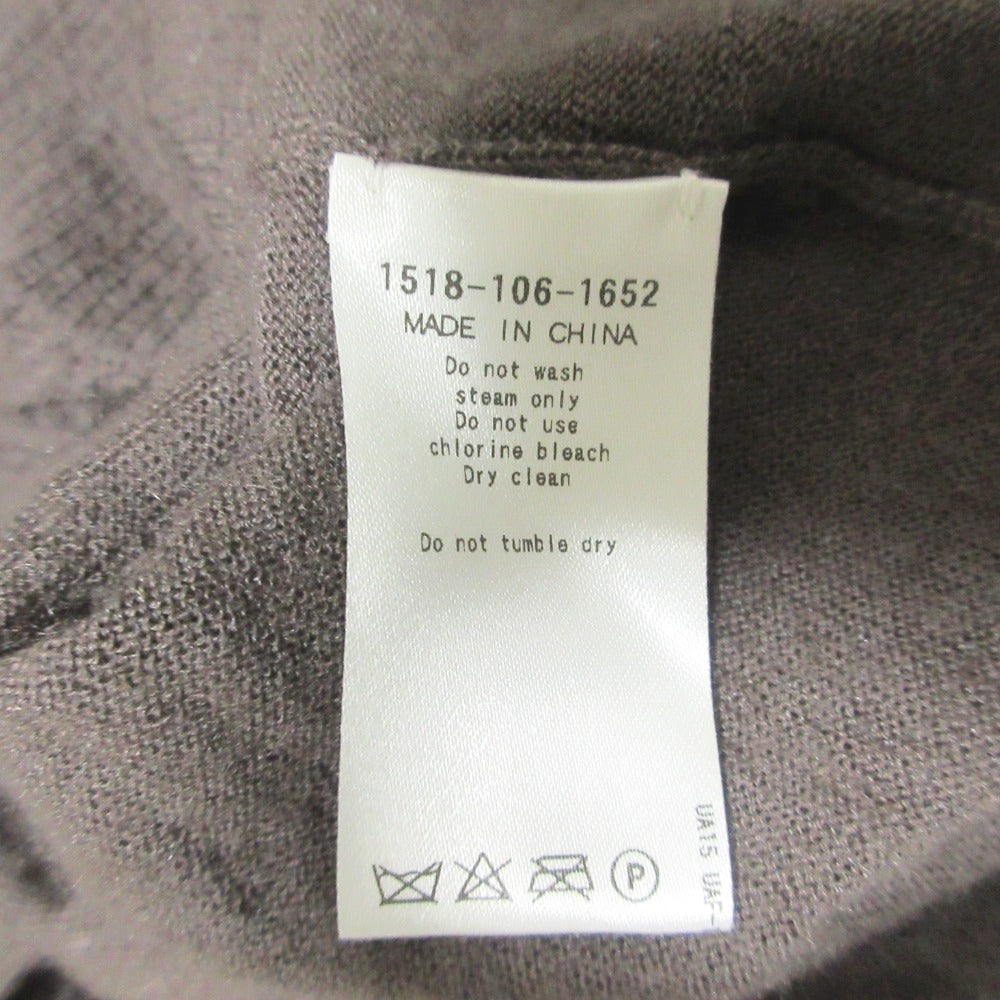 1518-106-1652
MADE IN CHINA
Do not wash
steam only
Do not use
chlorine bleach
Dry clean
Do not tumble dry
P
UA15 UAF-